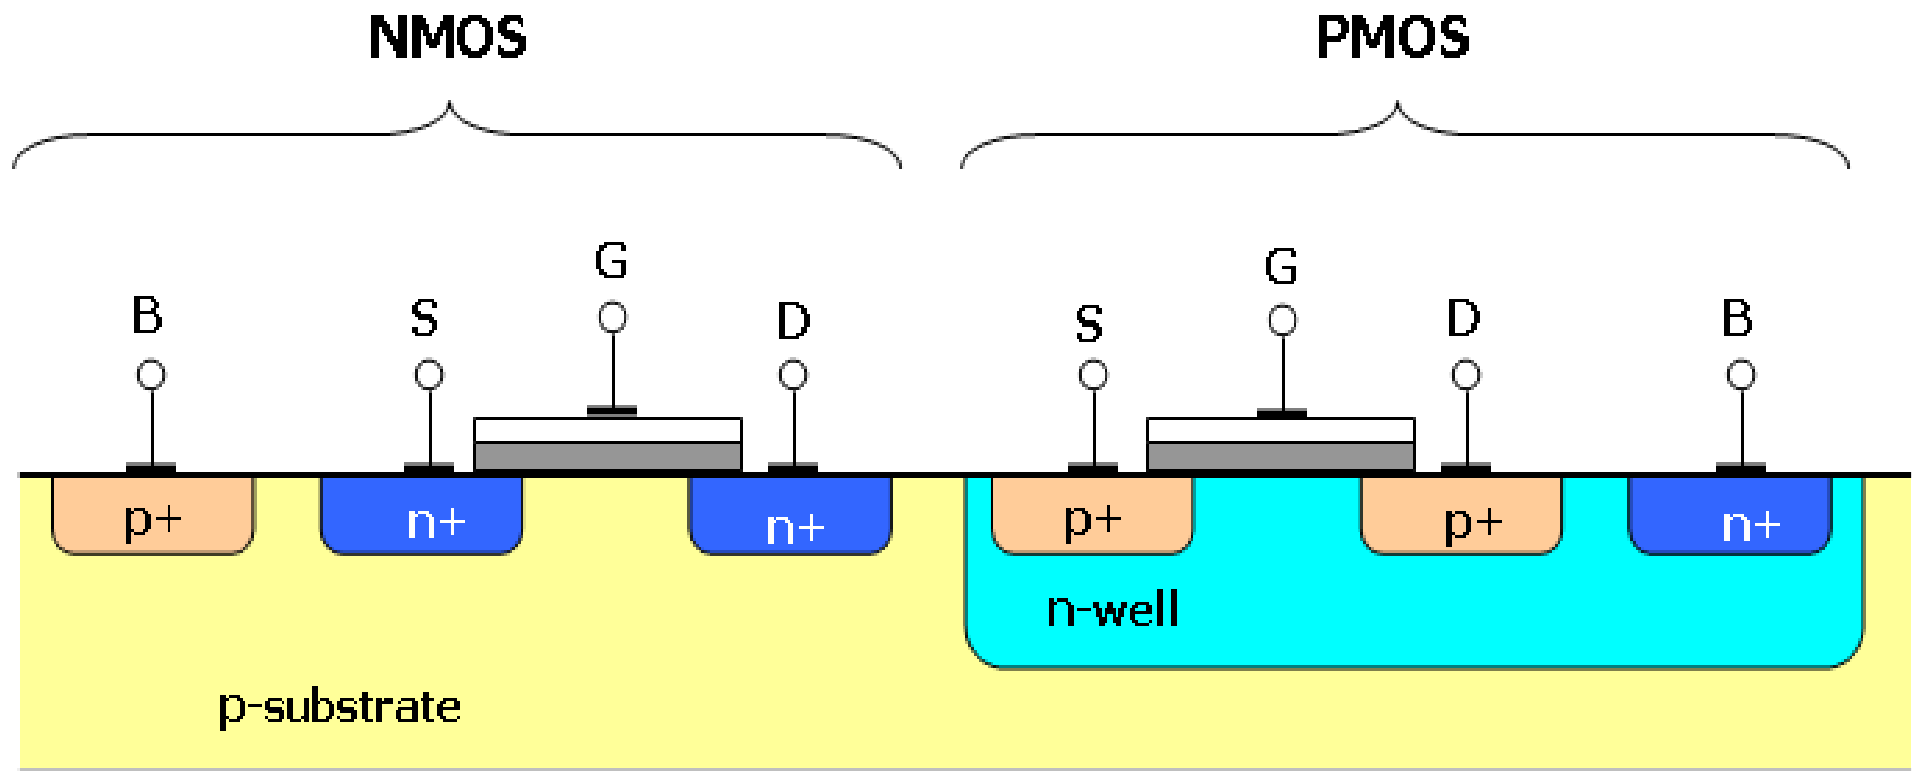 NMOS PMOS
G G
B S D S D B
p+ n+ n+ p+ p+ n+
n-well
p-substrate